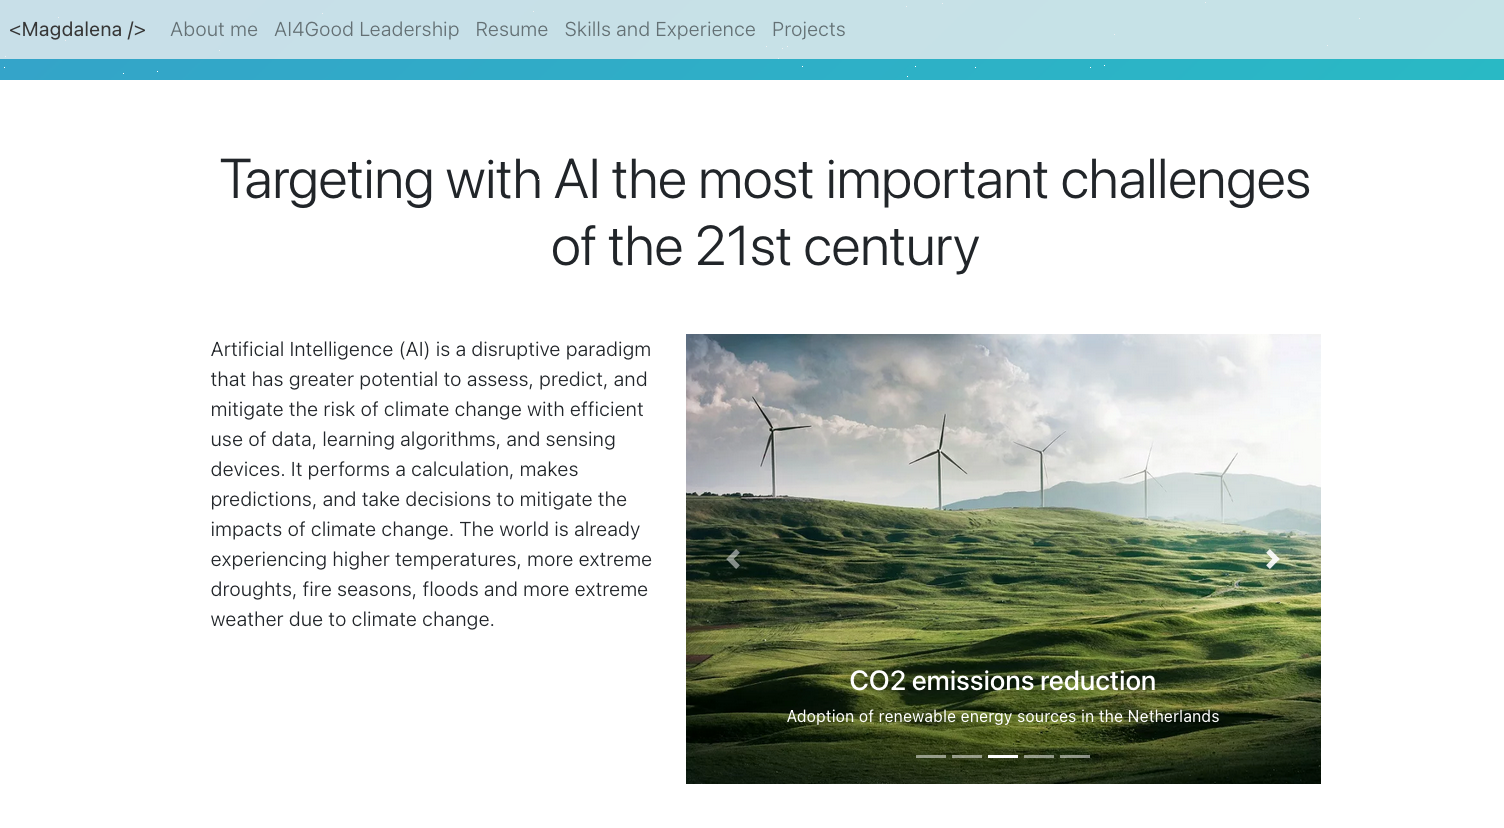 <Magdalena /> About me AI4Good Leadership Resume Skills and Experience Projects
Targeting with AI the most important challenges
of the 21st century
Artificial Intelligence (AI) is a disruptive paradigm
that has greater potential to assess, predict, and
mitigate the risk of climate change with efficient
use of data, learning algorithms, and sensing
devices. It performs a calculation, makes
predictions, and take decisions to mitigate the
impacts of climate change. The world is already
experiencing higher temperatures, more extreme
droughts, fire seasons, floods and more extreme
weather due to climate change.
CO2 emissions reduction
Adoption of renewable energy sources in the Netherlands